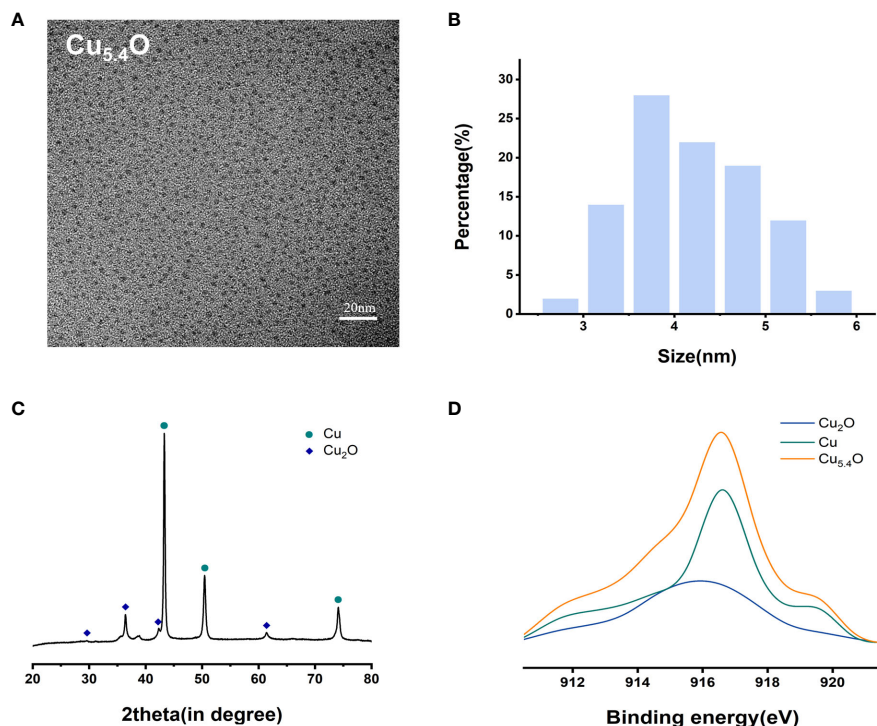 A
Cu5.4O
20nm
B
Percentage(%)
30
25
20
15
10
5
0
3
4
5
6
Size(nm)
C
Cu
Cu2O
20
30
40
50
60
70
80
2theta(in degree)
D
Cu2O
Cu
Cu5.4O
912
914
916
918
920
Binding energy(eV)